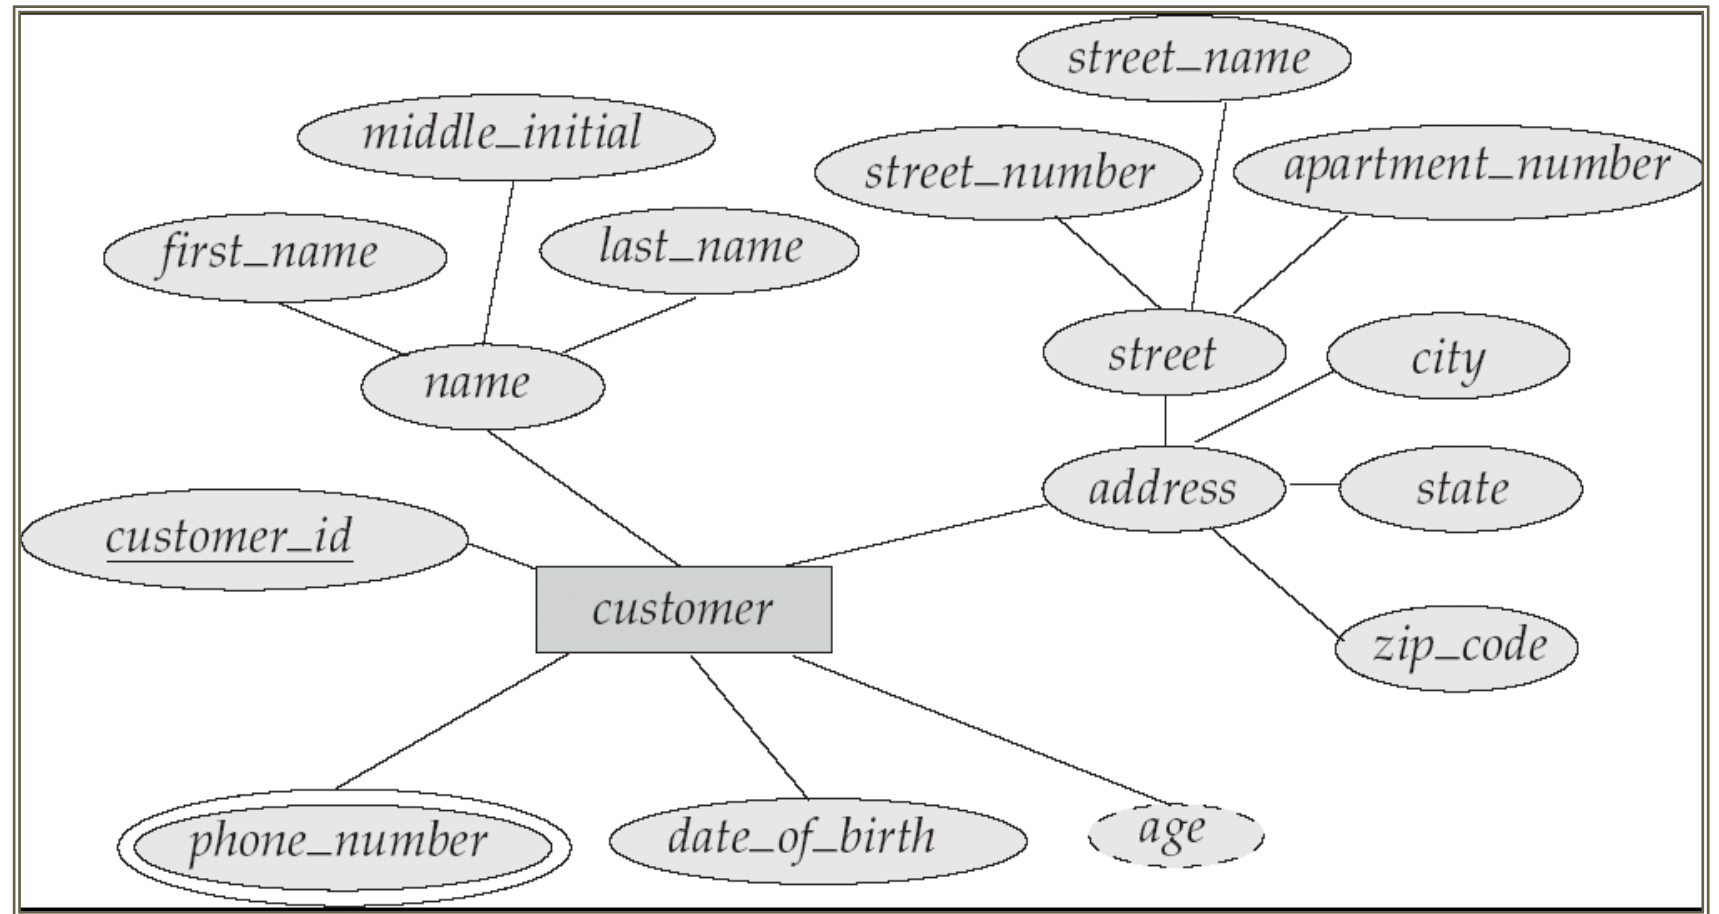 street_name
middle_initial
street_number
apartment_number
first_name
last_name
street
city
name
address
state
customer_id
customer
zip_code
phone_number
date_of_birth
age